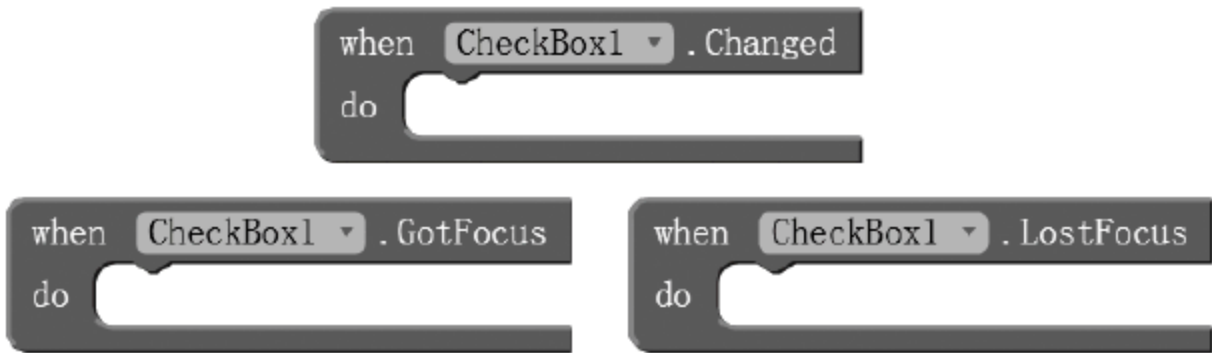 when CheckBox1 .Changed
do
when CheckBox1 .GotFocus
do
when CheckBox1 .LostFocus
do